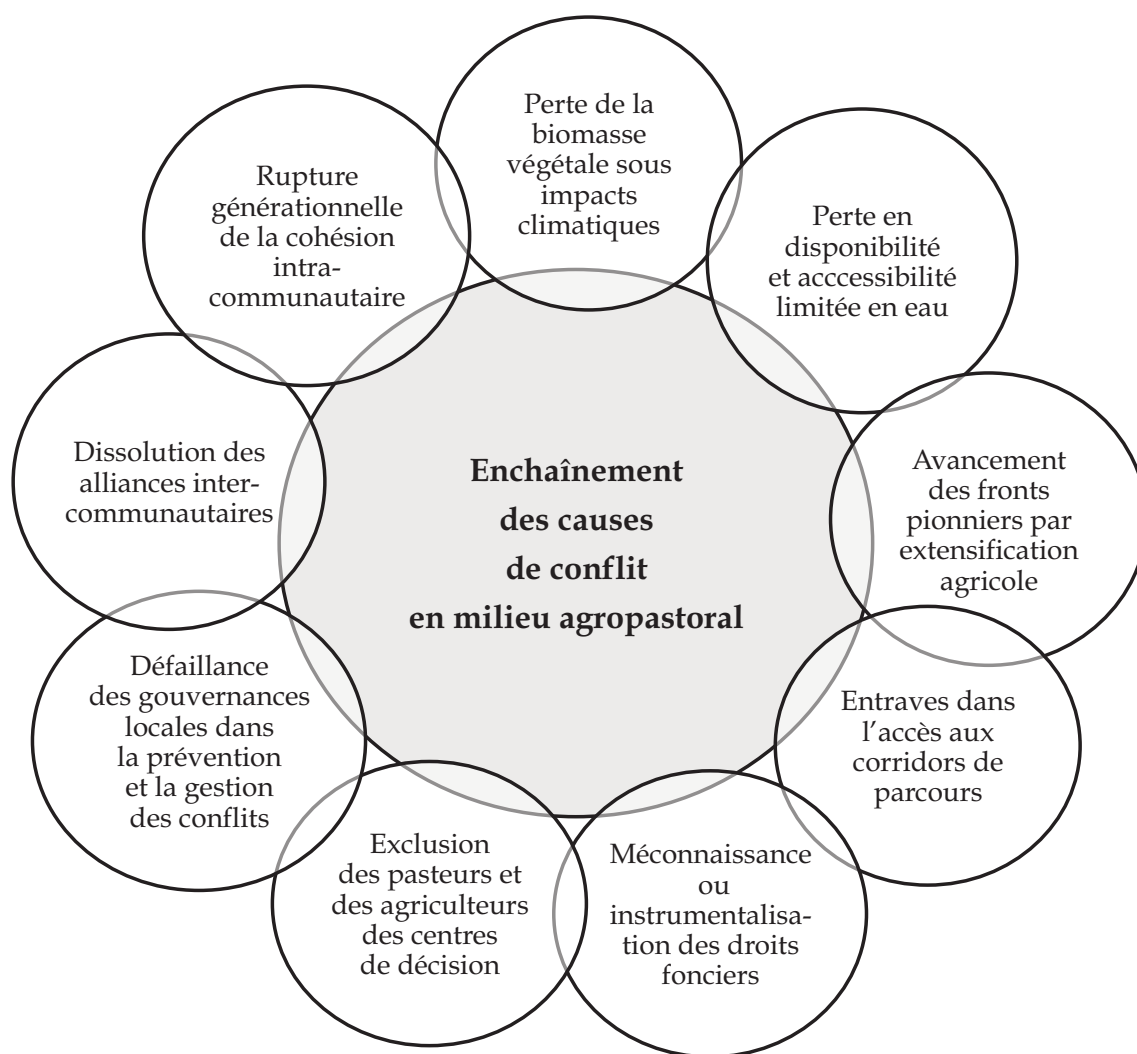 Perte de la
biomasse
végétale sous
impacts
climatiques
Perte en
disponibilité
et acccessibilité
limitée en eau
Avancement
des fronts
pionniers par
extensification
agricole
Entraves dans
l’accès aux
corridors de
parcours
Méconnaissance
ou
instrumentalisa-
tion des droits
fonciers
Exclusion
des pasteurs et
des agriculteurs
des centres
de décision
Défaillance
des gouvernances
locales dans
la prévention
et la gestion
des conflits
Dissolution des
alliances inter-
communautaires
Rupture
générationnelle
de la cohésion
intra-
communautaire
Enchaînement
des causes
de conflit
en milieu agropastoral